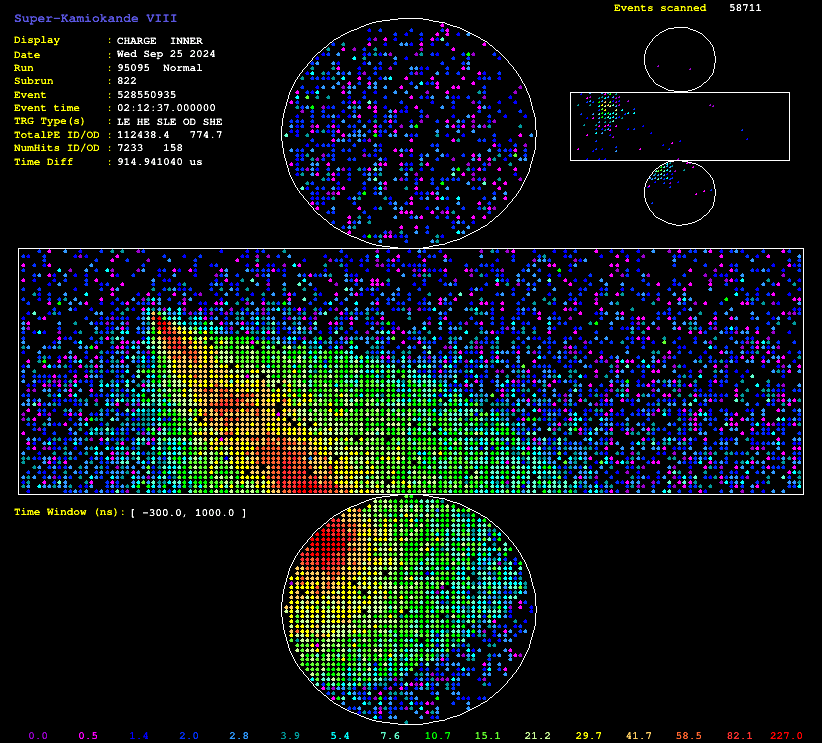 Super-Kamiokande VIII
Events scanned 58711
Display : CHARGE INNER
Date : Wed Sep 25 2024
Run : 95095 Normal
Subrun : 822
Event : 528550935
Event time : 02:12:37.000000
TRG Type(s) : LE HE SLE OD SHE
TotalPE ID/OD : 112438.4 774.7
NumHits ID/OD : 7233 158
Time Diff : 914.941040 us
Time Window (ns): [ -300.0, 1000.0 ]
0.0 0.5 1.4 2.0 2.8 3.9 5.4 7.6 10.7 15.1 21.2 29.7 41.7 58.5 82.1 227.0